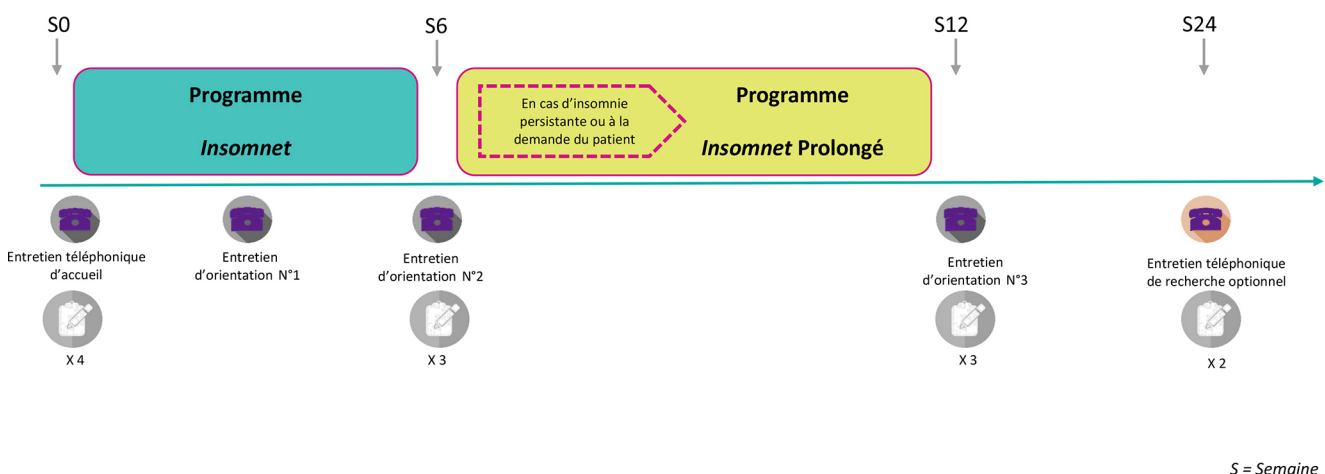 S0
S6
S12
S24
Programme
Insomnet
En cas d’insomnie
persistante ou à la
demande du patient
Programme
Insomnet Prolongé
Entretien téléphonique
d’accueil
Entretien
d’orientation N°1
Entretien
d’orientation N°2
Entretien
d’orientation N°3
Entretien téléphonique
de recherche optionnel
X 4
X 3
X 3
X 2
S = Semaine